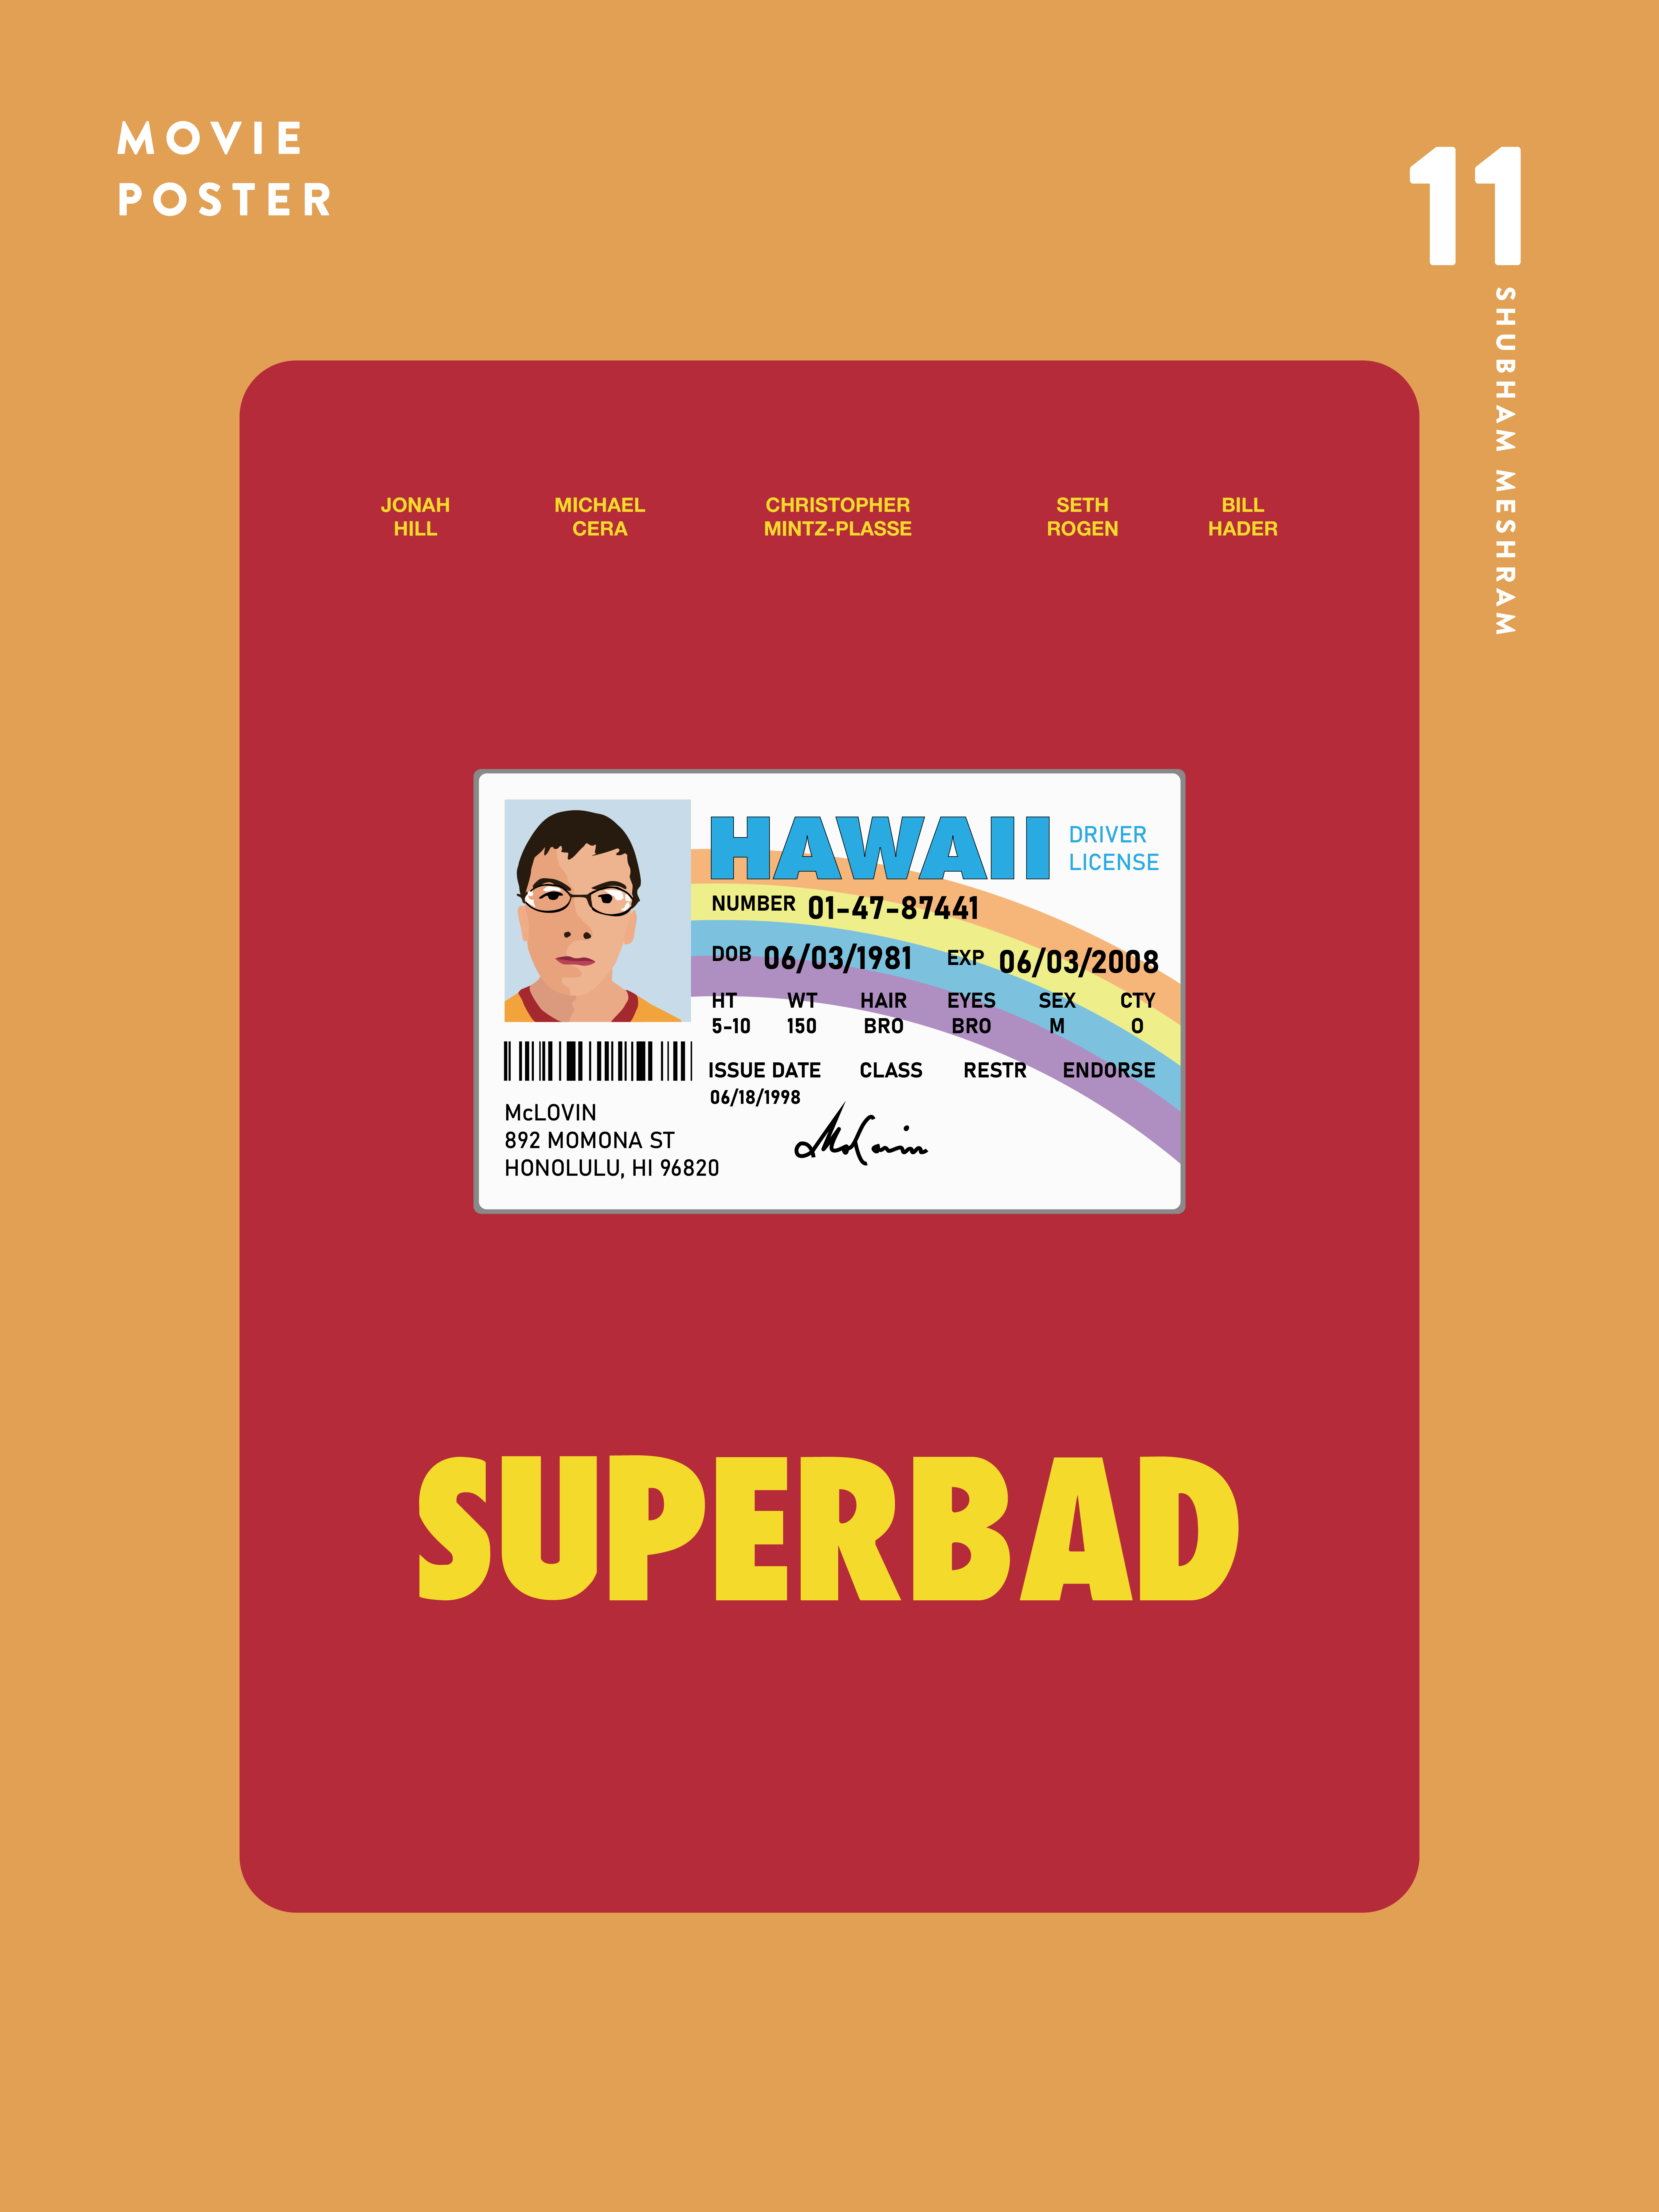 MOVIE
POSTER
11
SHUBHAM MESHRAM
JONAH
HILL
MICHAEL
CERA
CHRISTOPHER
MINTZ-PLASSE
SETH
ROGEN
BILL
HADER
HAWAII
DRIVER
LICENSE
NUMBER 01-47-87441
DOB 06/03/1981 EXP 06/03/2008
HT WT HAIR EYES SEX CTY
5-10 150 BRO BRO M O
ISSUE DATE CLASS RESTR ENDORSE
06/18/1998
McLovin
McLOVIN
892 MOMONA ST
HONOLULU, HI 96820
SUPERBAD